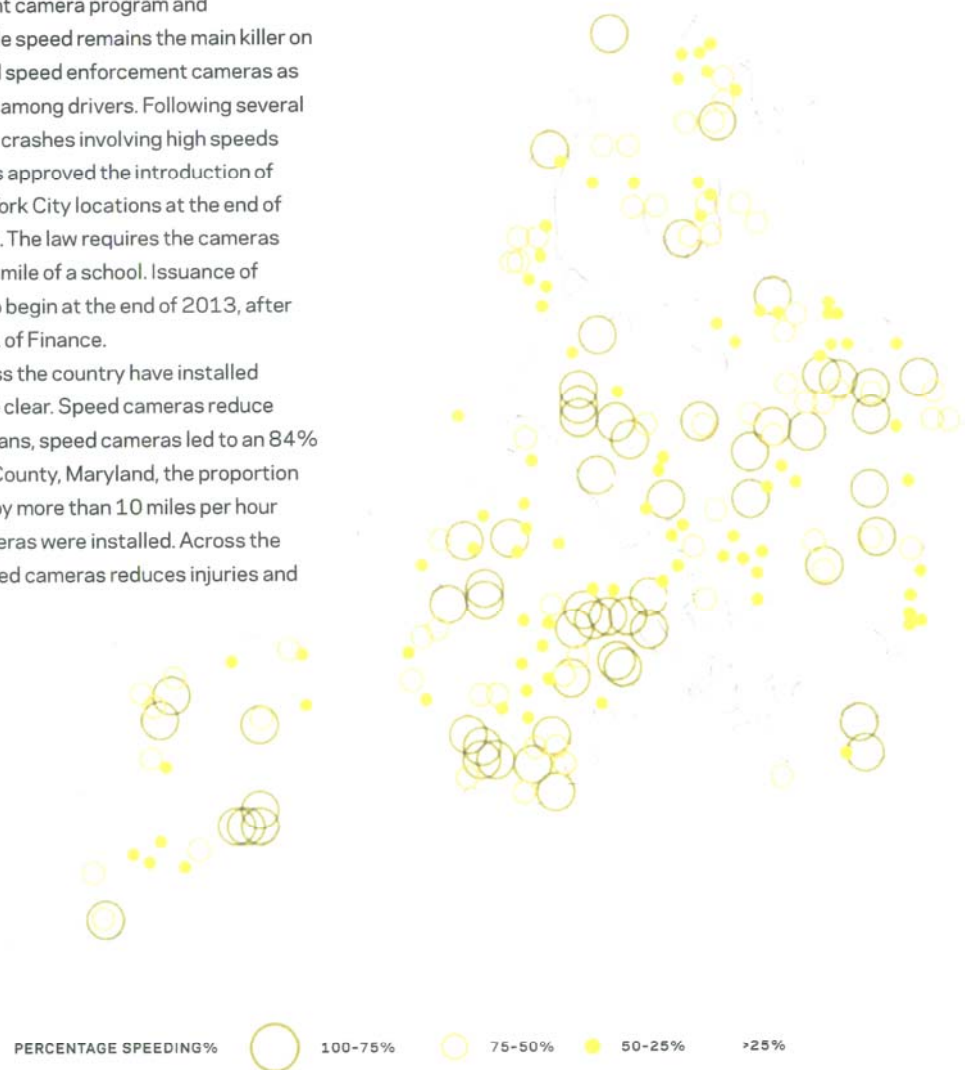 nt camera program and
e speed remains the main killer on
l speed enforcement cameras as
among drivers. Following several
crashes involving high speeds
s approved the introduction of
ork City locations at the end of
. The law requires the cameras
mile of a school. Issuance of
o begin at the end of 2013, after
of Finance.
ss the country have installed
clear. Speed cameras reduce
ans, speed cameras led to an 84%
County, Maryland, the proportion
by more than 10 miles per hour
eras were installed. Across the
ed cameras reduces injuries and
PERCENTAGE SPEEDING% 100-75% 75-50% 50-25% >25%